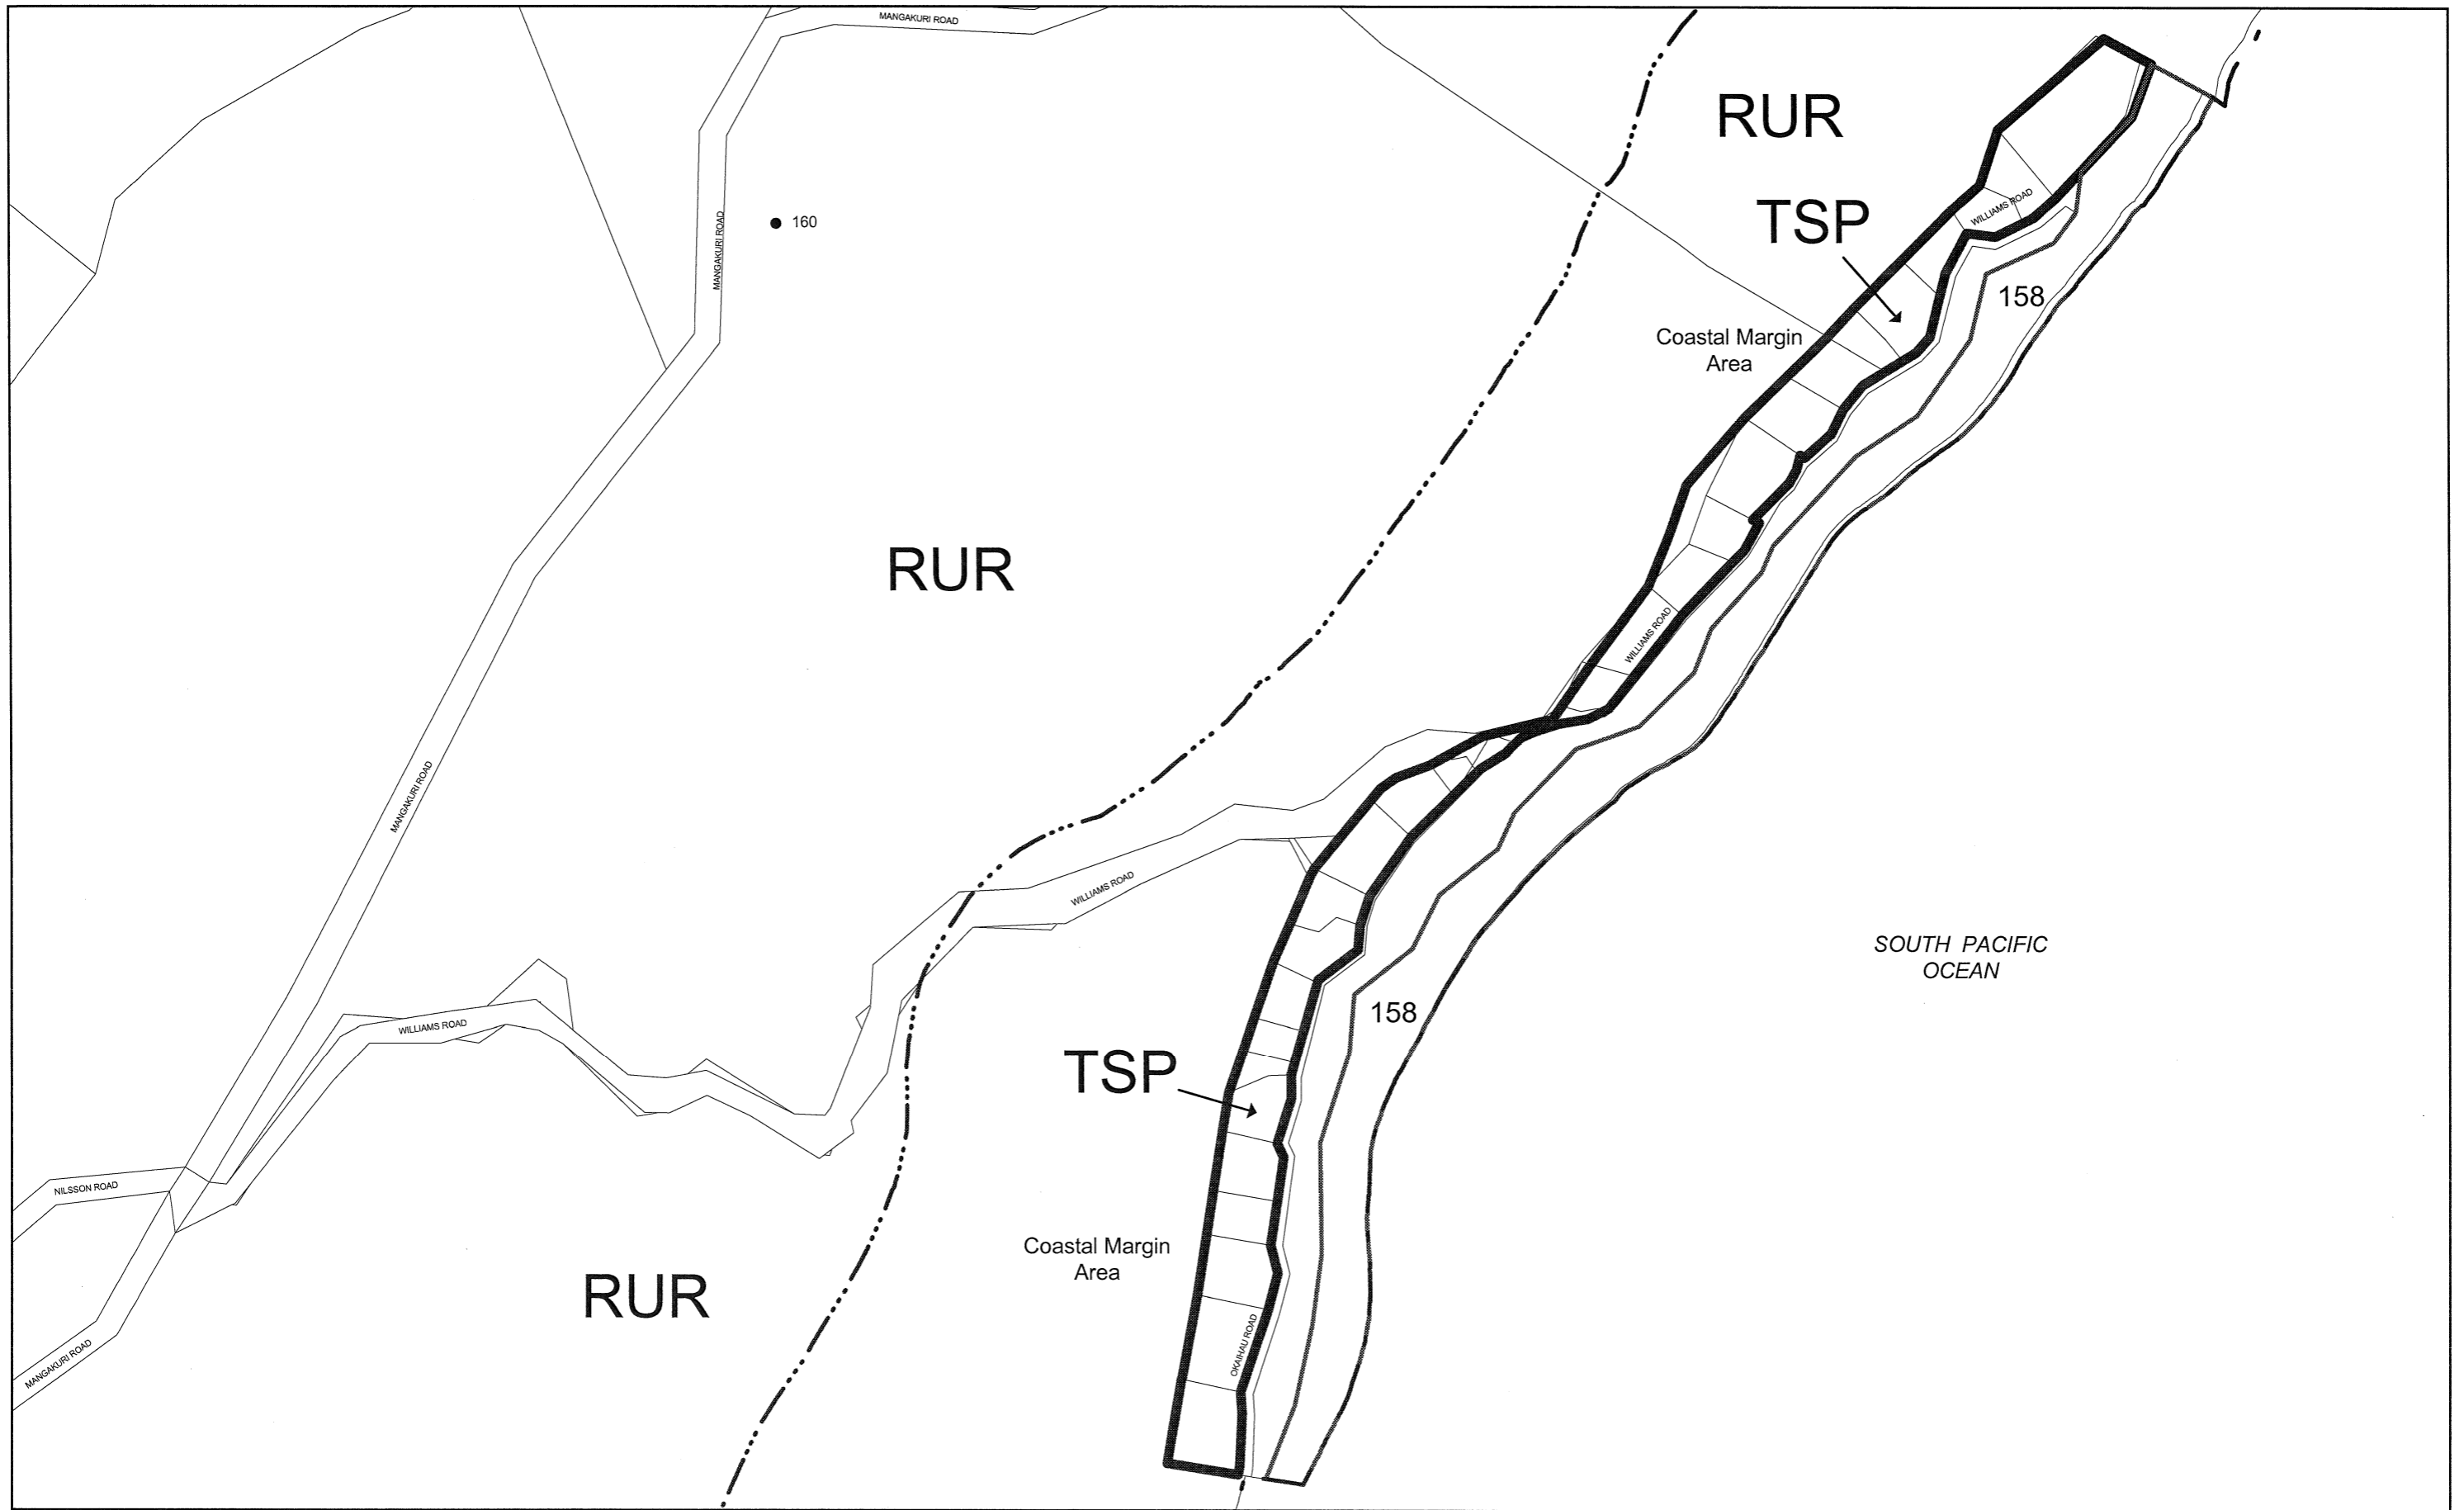 MANGAKURI ROAD
RUR
TSP
WILLIAMS ROAD
MANGAKURI ROAD
160
158
Coastal Margin
Area
RUR
WILLIAMS ROAD
MANGAKURI ROAD
WILLIAMS ROAD
SOUTH PACIFIC
OCEAN
158
WILLIAMS ROAD
TSP
NILSSON ROAD
Coastal Margin
Area
RUR
OKAIHAU ROAD
MANGAKURI ROAD